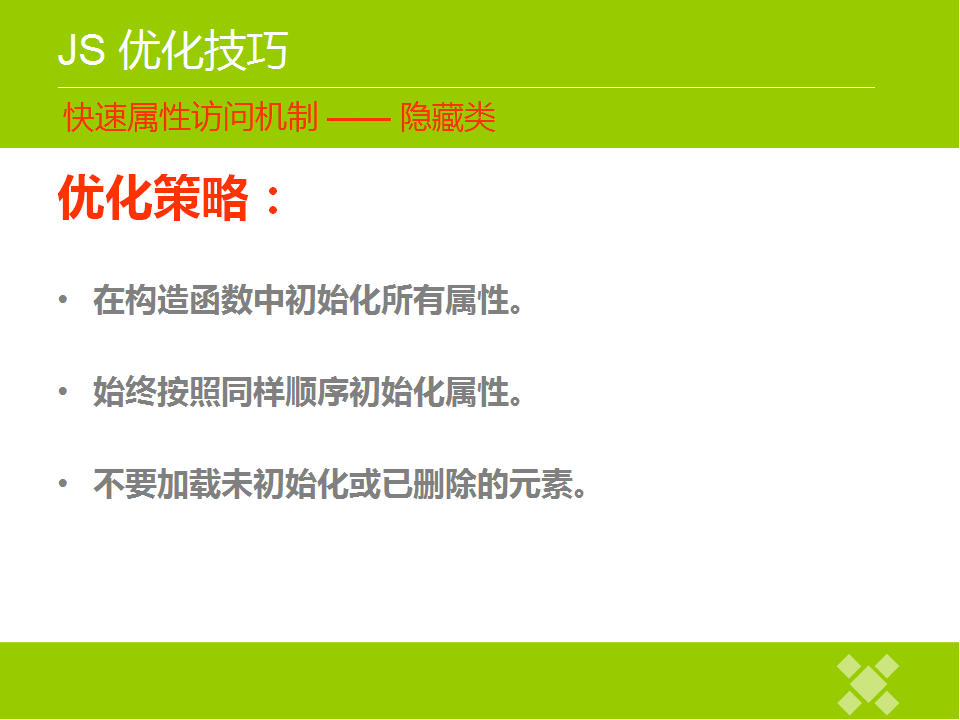 JS 优化技巧
快速属性访问机制 —— 隐藏类
优化策略：
• 在构造函数中初始化所有属性。
• 始终按照同样顺序初始化属性。
• 不要加载未初始化或已删除的元素。